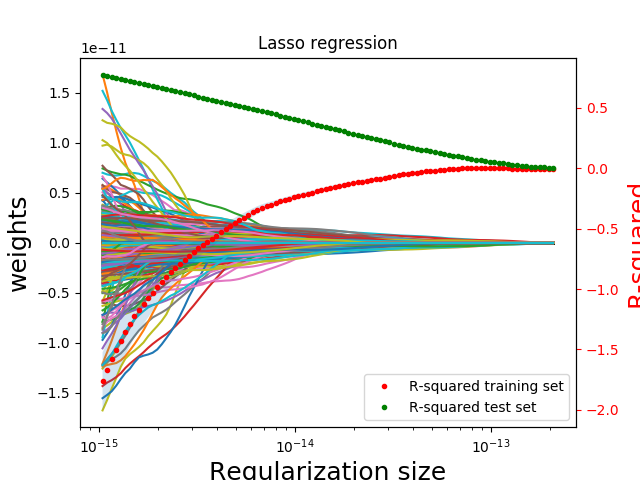 Lasso regression
1e−11
1.5
1.0
0.5
0.0
−0.5
−1.0
−1.5
weights
0.5
0.0
−0.5
−1.0
−1.5
−2.0
R-squared
R-squared training set
R-squared test set
10⁻¹⁵
10⁻¹⁴
10⁻¹³
Regularization size